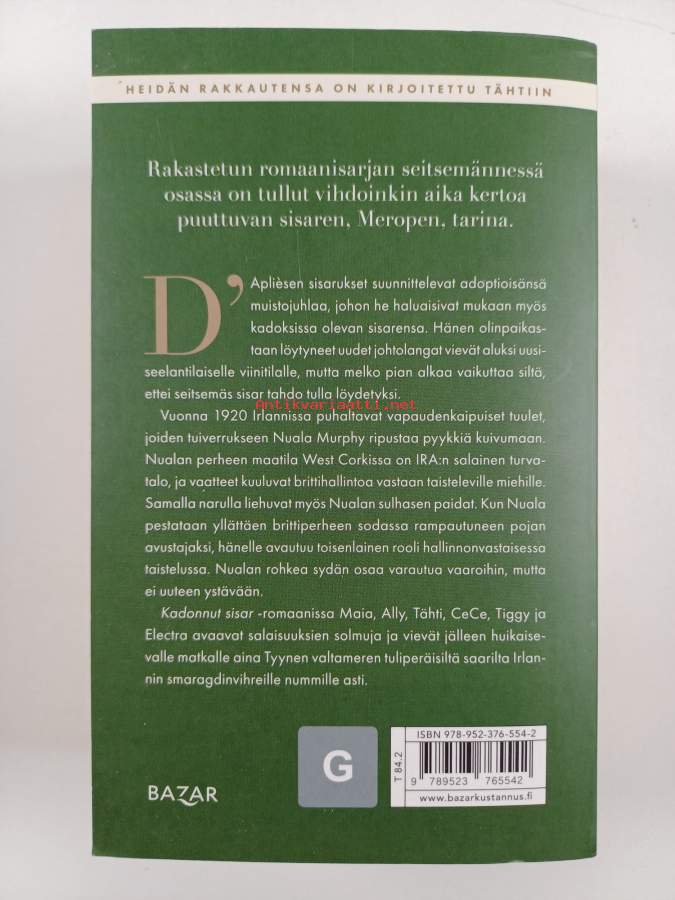 HEIDÄN RAKKAUTENSA ON KIRJOITETTU TÄHTIIN
Rakastetun romaanisarjan seitsemännessä
osassa on tullut vihdoinkin aika kertoa
puuttuvan sisaren, Meropen, tarina.
D'Aplièsen sisarukset suunnittelevat adoptioisänsä
muistojuhlaa, johon he haluaisivat mukaan myös
kadoksissa olevan sisarensa. Hänen olinpaikas-
taan löytyneet uudet johtolangat vievät aluksi uusi-
seelantilaiselle viinitilalle, mutta melko pian alkaa vaikuttaa siltä,
ettei seitsemäs sisar tahdo tulla löydetyksi.
Antikvariaatti.net
Vuonna 1920 Irlannissa puhaltavat vapaudenkaipuiset tuulet,
joiden tuiverrukseen Nuala Murphy ripustaa pyykkiä kuivumaan.
Nualan perheen maatila West Corkissa on IRA:n salainen turva-
talo, ja vaatteet kuuluvat brittihallintoa vastaan taisteleville miehille.
Samalla narulla liehuvat myös Nualan sulhasen paidat. Kun Nuala
pestataan yllättäen brittiperheen sodassa rampautuneen pojan
avustajaksi, hänelle avautuu toisenlainen rooli hallinnonvastaisessa
taistelussa. Nualan rohkea sydän osaa varautua vaaroihin, mutta
ei uuteen ystävään.
Kadonnut sisar -romaanissa Maia, Ally, Tähti, CeCe, Tiggy ja
Electra avaavat salaisuuksien solmuja ja vievät jälleen huikaise-
valle matkalle aina Tyynen valtameren tuliperäisiltä saarilta Irlan-
nin smaragdinvihreille nummille asti.
BAZAR
G
T 84.2
ISBN 978-952-376-554-2
9 789523 765542
www.bazarkustannus.fi